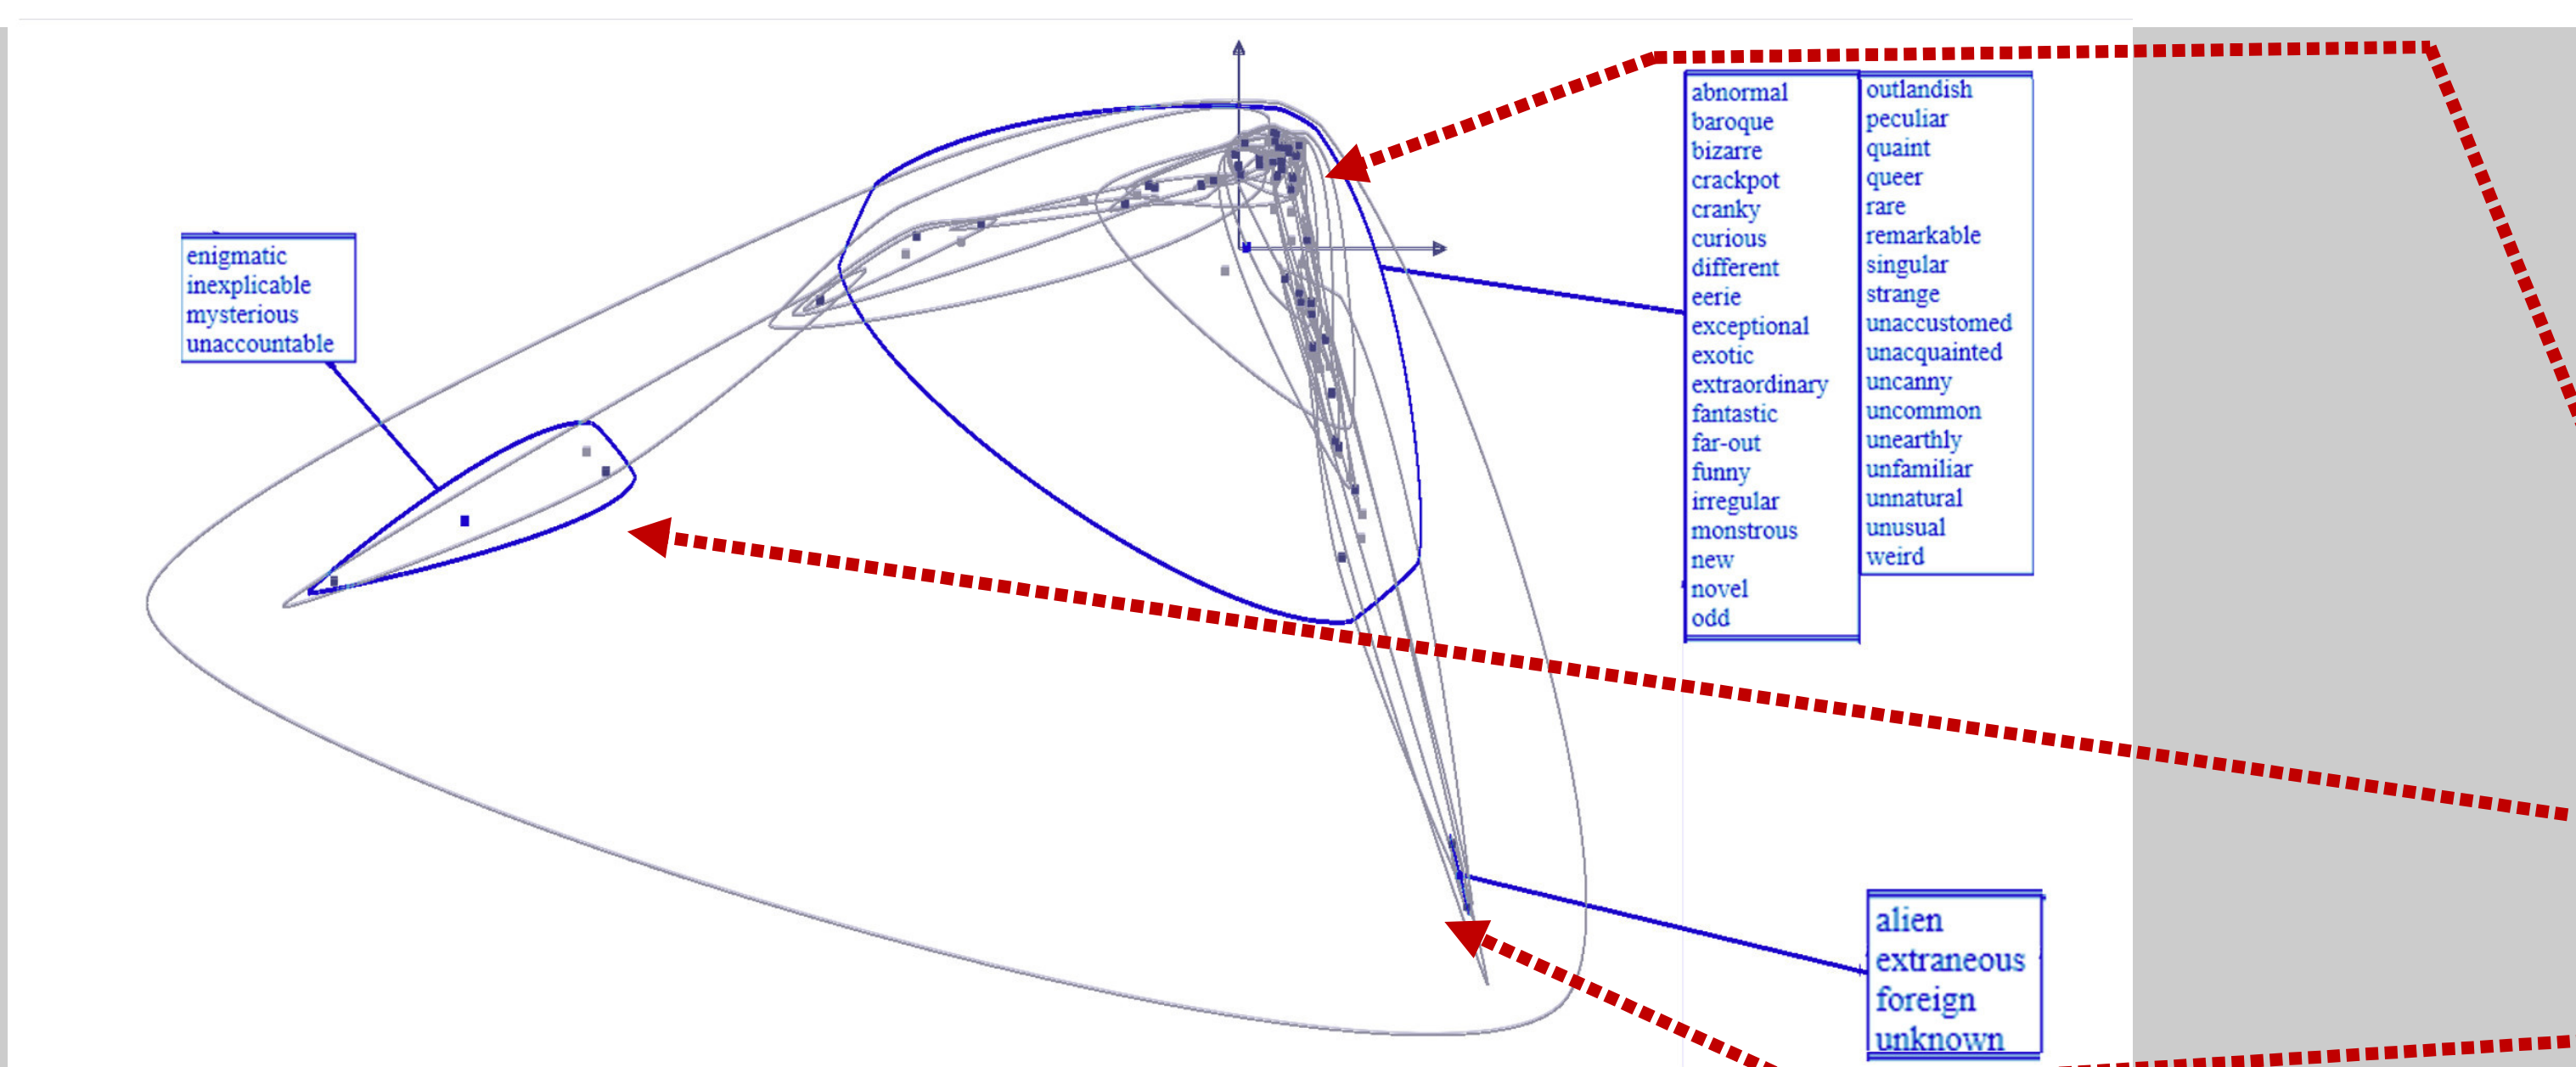 enigmatic
inexplicable
mysterious
unaccountable
abnormal
baroque
bizarre
crackpot
cranky
curious
different
eerie
exceptional
exotic
extraordinary
fantastic
far-out
funny
irregular
monstrous
new
novel
odd
outlandish
peculiar
quaint
queer
rare
remarkable
singular
strange
unaccustomed
unacquainted
uncanny
uncommon
unearthly
unfamiliar
unnatural
unusual
weird
alien
extraneous
foreign
unknown